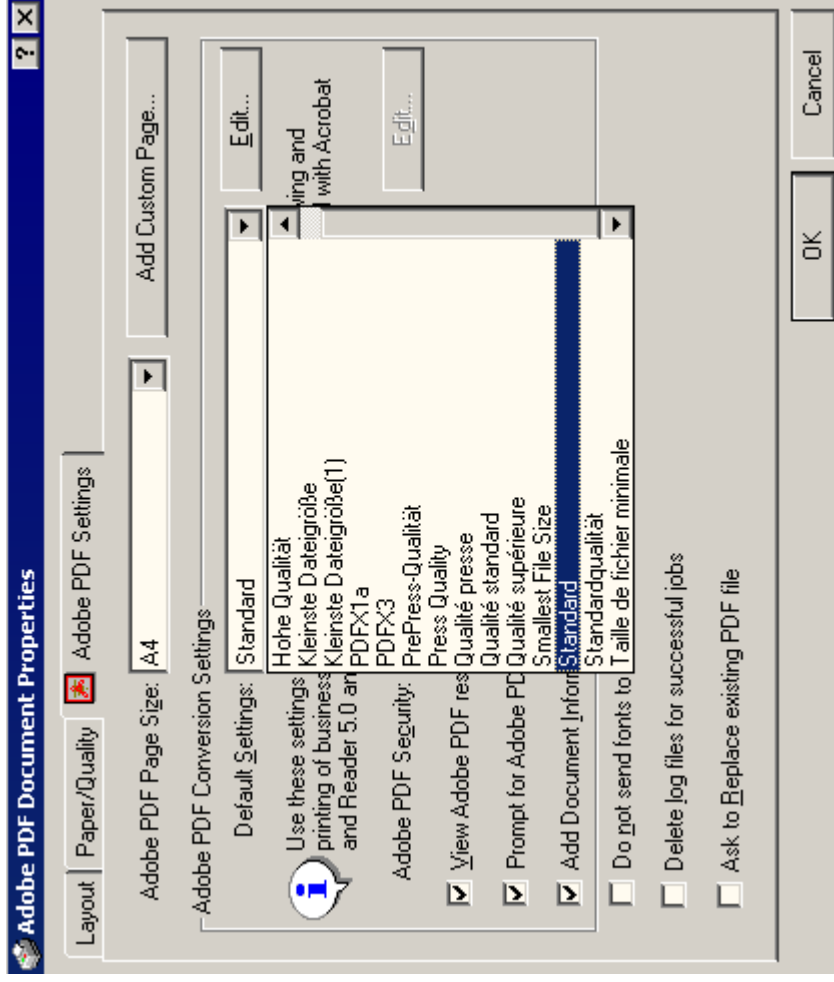 Adobe PDF Document Properties
Layout
Paper/Quality
Adobe PDF Settings
Adobe PDF Page Size:
A4
Add Custom Page...
Adobe PDF Conversion Settings
Default Settings:
Standard
Edit...
Hohe Qualität
Kleinste Dateigröße
Kleinste Dateigröße(1)
PDFX1a
PDFX3
PrePress-Qualität
Press Quality
Qualité presse
Qualité standard
Qualité supérieure
Smallest File Size
Standard
Standardqualität
Taille de fichier minimale
Use these settings
printing of business
and Reader 5.0 an
with Acrobat
Adobe PDF Security:
Edit...
View Adobe PDF res
Prompt for Adobe PD
Add Document Inform
Do not send fonts to
Delete log files for successful jobs
Ask to Replace existing PDF file
OK
Cancel